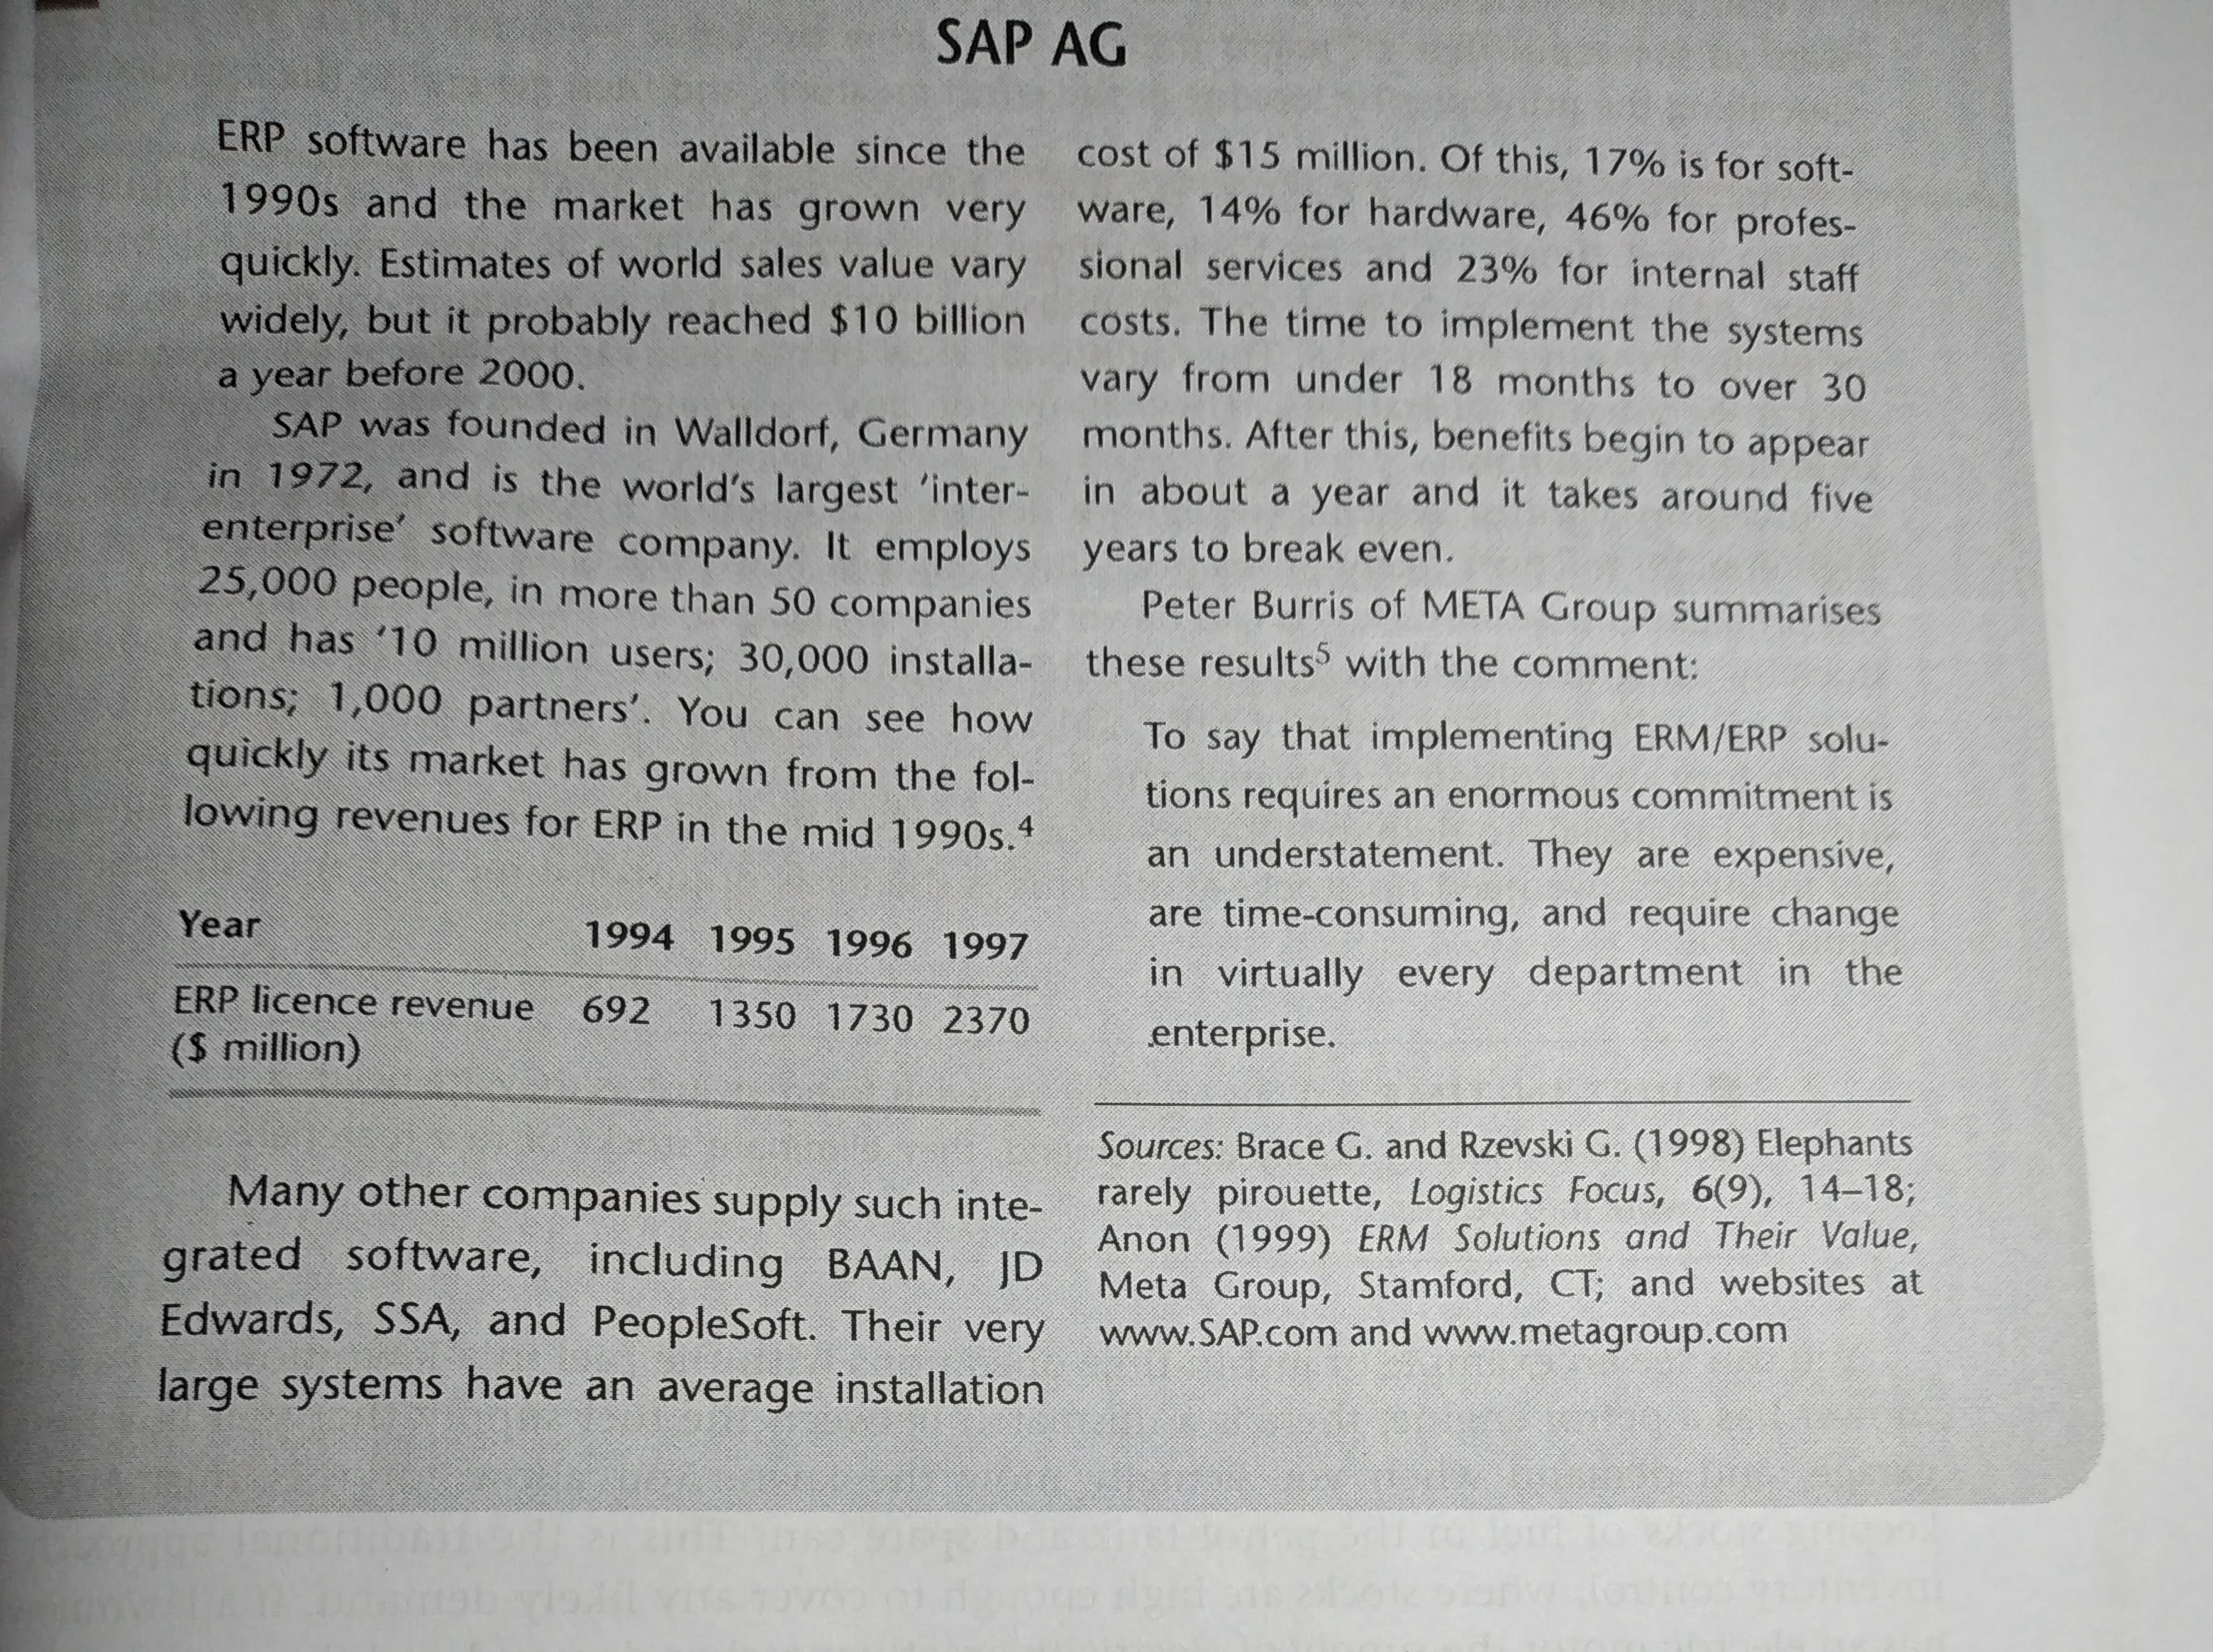 SAP AG
ERP software has been available since the
1990s and the market has grown very
quickly. Estimates of world sales value vary
widely, but it probably reached $10 billion
a year before 2000.
SAP was founded in Walldorf, Germany
in 1972, and is the world's largest 'inter-
enterprise' software company. It employs
25,000 people, in more than 50 companies
and has '10 million users; 30,000 installa-
tions; 1,000 partners'. You can see how
quickly its market has grown from the fol-
lowing revenues for ERP in the mid 1990s.⁴
Year 1994 1995 1996 1997
ERP licence revenue 692 1350 1730 2370
($ million)
Many other companies supply such inte-
grated software, including BAAN, JD
Edwards, SSA, and PeopleSoft. Their very
large systems have an average installation
cost of $15 million. Of this, 17% is for soft-
ware, 14% for hardware, 46% for profes-
sional services and 23% for internal staff
costs. The time to implement the systems
vary from under 18 months to over 30
months. After this, benefits begin to appear
in about a year and it takes around five
years to break even.
Peter Burris of META Group summarises
these results⁵ with the comment:
To say that implementing ERM/ERP solu-
tions requires an enormous commitment is
an understatement. They are expensive,
are time-consuming, and require change
in virtually every department in the
enterprise.
Sources: Brace G. and Rzevski G. (1998) Elephants
rarely pirouette, Logistics Focus, 6(9), 14–18;
Anon (1999) ERM Solutions and Their Value,
Meta Group, Stamford, CT; and websites at
www.SAP.com and www.metagroup.com